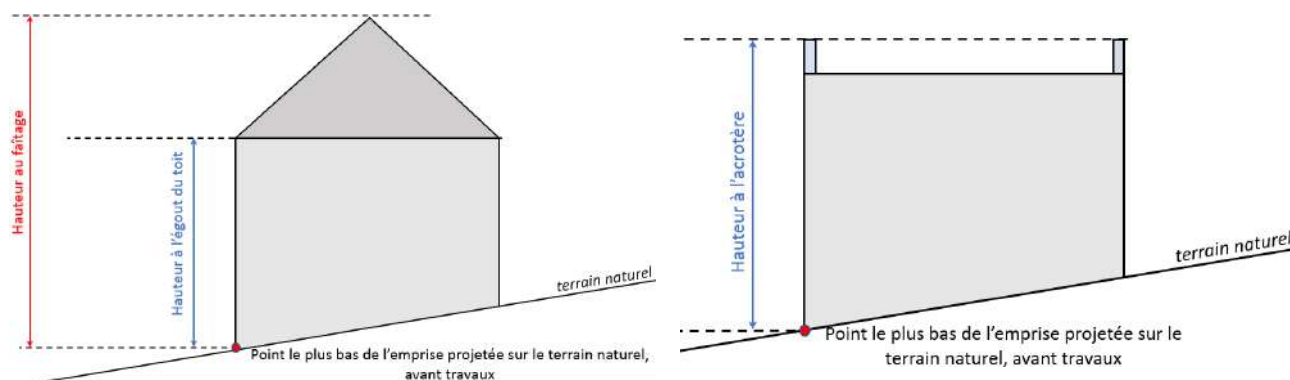 Hauteur au faîtage
Hauteur à l'égout du toit
terrain naturel
Point le plus bas de l'emprise projetée sur le terrain naturel,
avant travaux
Hauteur à l'acrotère
terrain naturel
Point le plus bas de l'emprise projetée sur le
terrain naturel, avant travaux